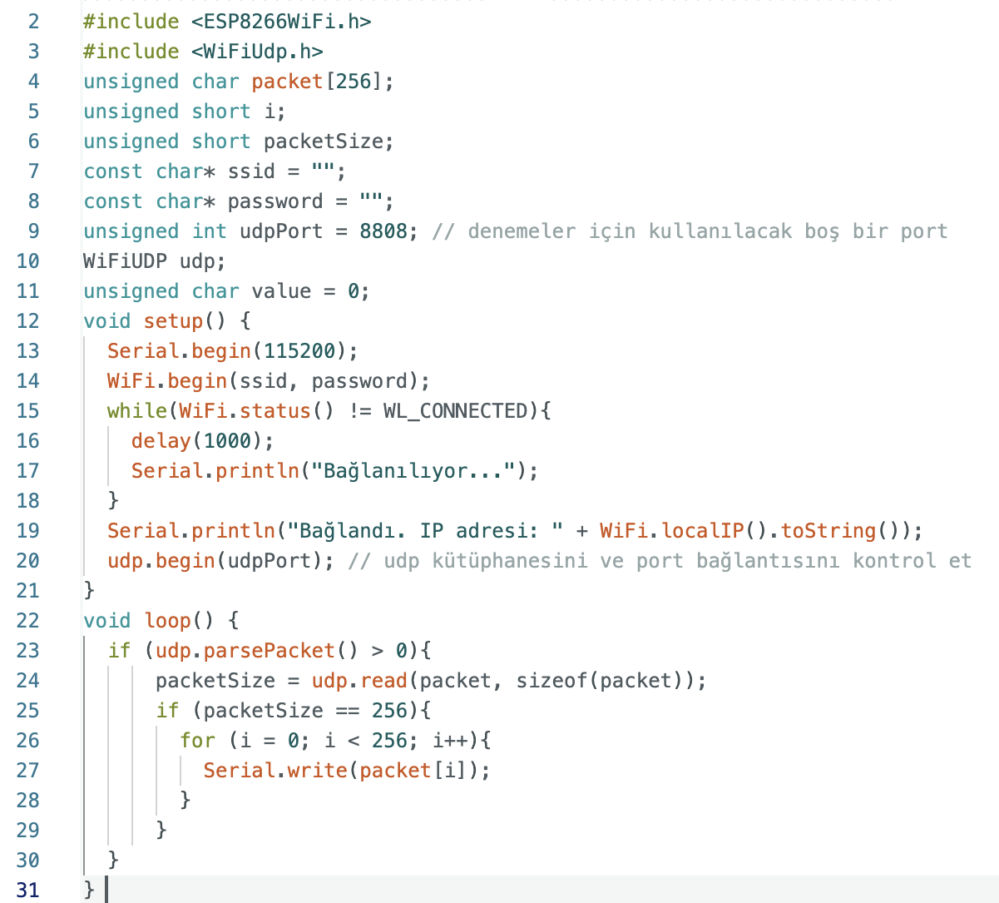 2 #include <ESP8266WiFi.h>
3 #include <WiFiUdp.h>
4 unsigned char packet[256];
5 unsigned short i;
6 unsigned short packetSize;
7 const char* ssid = "";
8 const char* password = "";
9 unsigned int udpPort = 8808; // denemeler için kullanılacak boş bir port
10 WiFiUDP udp;
11 unsigned char value = 0;
12 void setup() {
13   Serial.begin(115200);
14   WiFi.begin(ssid, password);
15   while(WiFi.status() != WL_CONNECTED){
16     delay(1000);
17     Serial.println("Bağlanılıyor...");
18   }
19   Serial.println("Bağlandı. IP adresi: " + WiFi.localIP().toString());
20   udp.begin(udpPort); // udp kütüphanesini ve port bağlantısını kontrol et
21 }
22 void loop() {
23   if (udp.parsePacket() > 0){
24       packetSize = udp.read(packet, sizeof(packet));
25       if (packetSize == 256){
26         for (i = 0; i < 256; i++){
27           Serial.write(packet[i]);
28         }
29       }
30   }
31 }